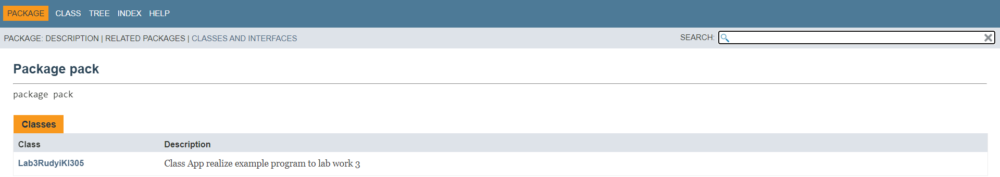 PACKAGE CLASS TREE INDEX HELP
PACKAGE: DESCRIPTION | RELATED PACKAGES | CLASSES AND INTERFACES SEARCH:
Package pack
package pack
Classes
Class Description
Lab3RudyiKI305 Class App realize example program to lab work 3